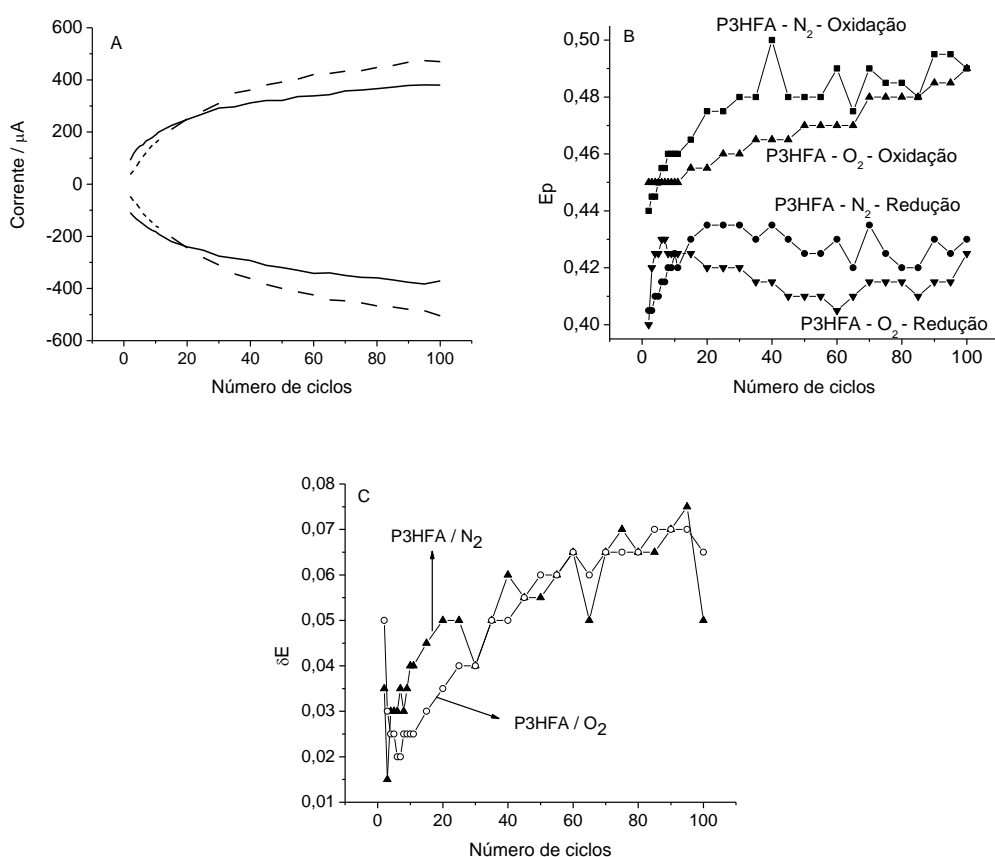 A
600
400
200
0
-200
-400
-600
Corrente / μA
0 20 40 60 80 100
Número de ciclos
B
0,50
0,48
0,46
0,44
0,42
0,40
Ep
P3HFA - N2 - Oxidação
P3HFA - O2 - Oxidação
P3HFA - N2 - Redução
P3HFA - O2 - Redução
0 20 40 60 80 100
Número de ciclos
C
0,08
0,07
0,06
0,05
0,04
0,03
0,02
0,01
δE
P3HFA / N2
P3HFA / O2
0 20 40 60 80 100
Número de ciclos